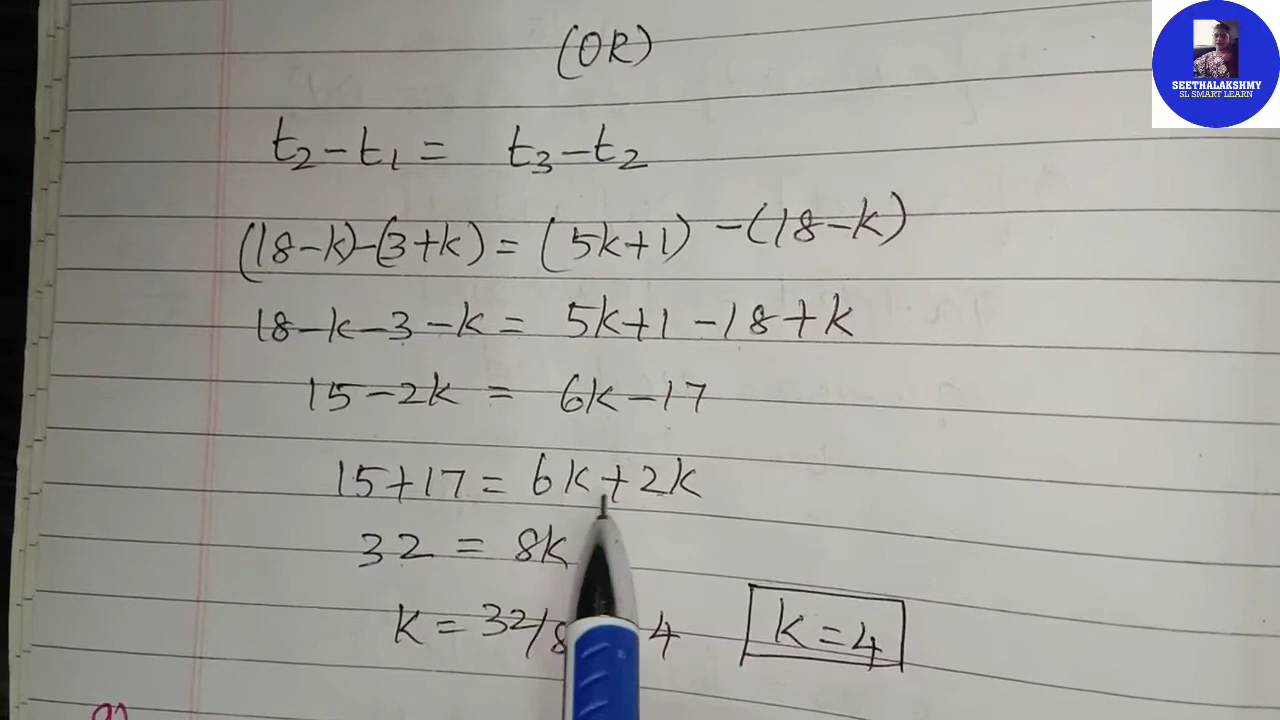 (OR)
SEETHALAKSHMY
SL SMART LEARN
t₂-t₁ = t₃-t₂
(18-k)-(3+k) = (5k+1) -(18-k)
18-k-3-k = 5k+1-18+k
15-2k = 6k-17
15+17 = 6k+2k
32 = 8k
k = 32/8 4 k=4